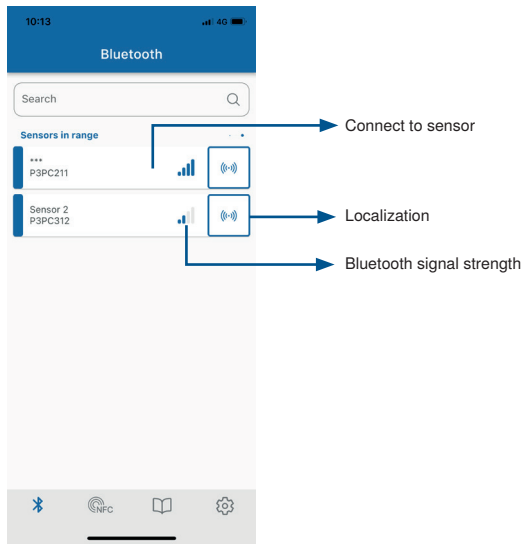 10:13
4G
Bluetooth
Search
Sensors in range
Connect to sensor
***
P3PC211
Sensor 2
P3PC312
Localization
Bluetooth signal strength
NFC